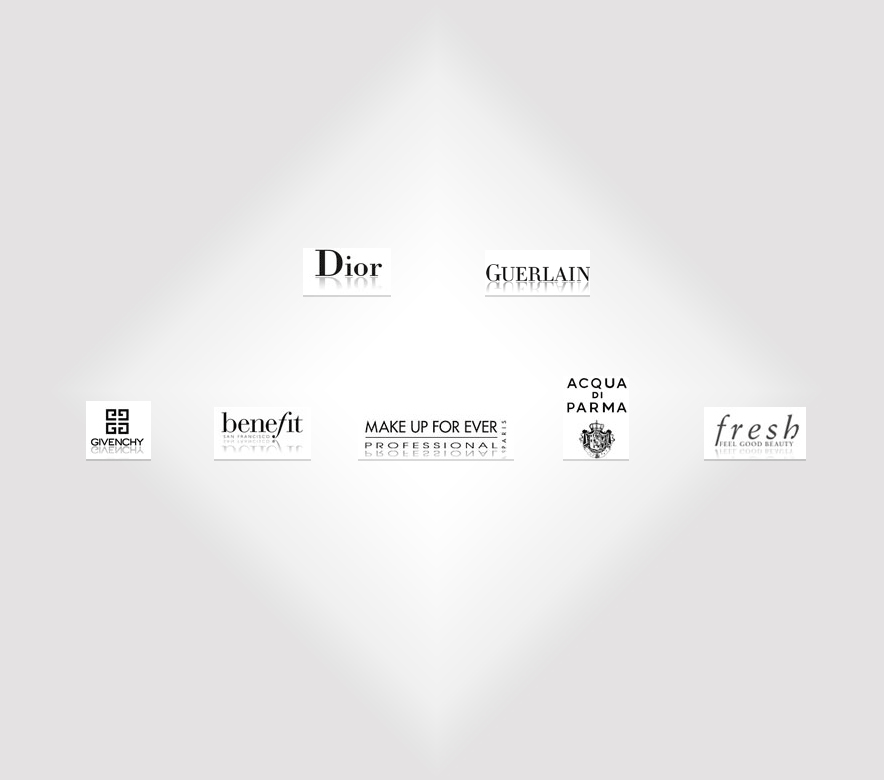 Dior
GUERLAIN
GIVENCHY
benefit
SAN FRANCISCO
MAKE UP FOR EVER
PROFESSIONAL
PARIS
ACQUA
DI
PARMA
fresh
FEEL GOOD BEAUTY